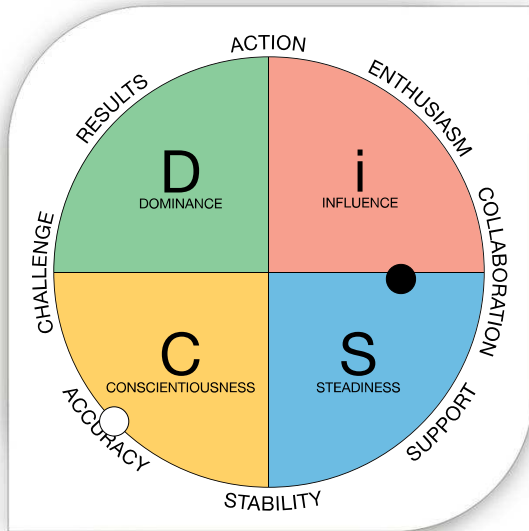 ACTION
RESULTS
ENTHUSIASM
D
DOMINANCE
i
INFLUENCE
CHALLENGE
COLLABORATION
C
CONSCIENTIOUSNESS
S
STEADINESS
ACCURACY
SUPPORT
STABILITY